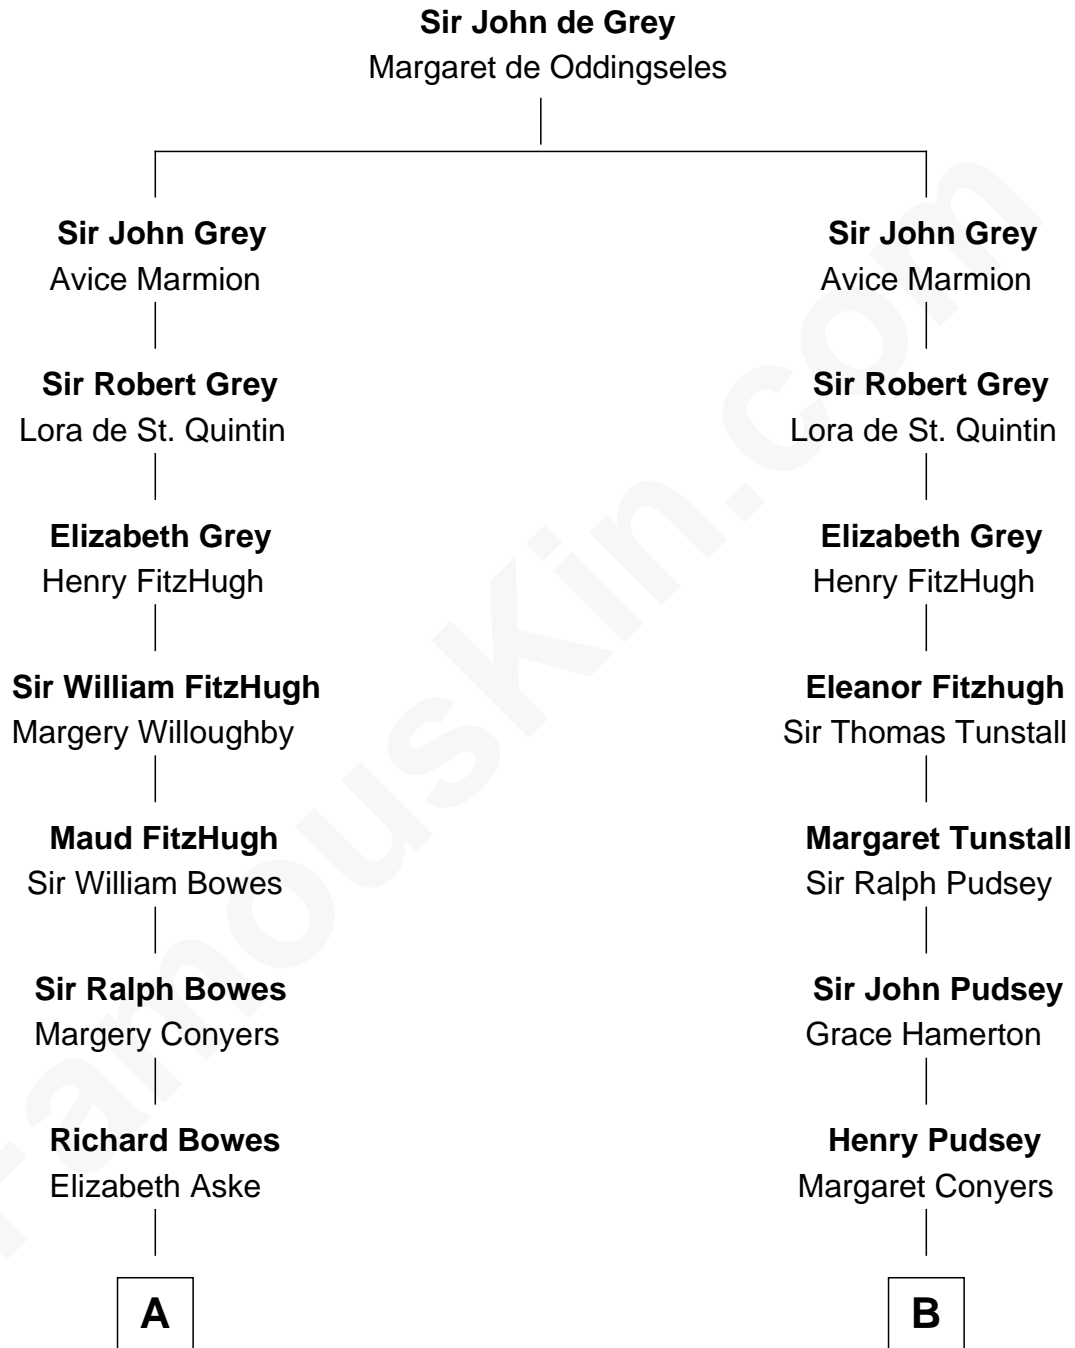 Sir John de Grey
Margaret de Oddingseles
Sir John Grey
Avice Marmion
Sir John Grey
Avice Marmion
Sir Robert Grey
Lora de St. Quintin
Sir Robert Grey
Lora de St. Quintin
Elizabeth Grey
Henry FitzHugh
Elizabeth Grey
Henry FitzHugh
Sir William FitzHugh
Margery Willoughby
Eleanor Fitzhugh
Sir Thomas Tunstall
Maud FitzHugh
Sir William Bowes
Margaret Tunstall
Sir Ralph Pudsey
Sir Ralph Bowes
Margery Conyers
Sir John Pudsey
Grace Hamerton
Richard Bowes
Elizabeth Aske
Henry Pudsey
Margaret Conyers
A
B
FamousKin.com